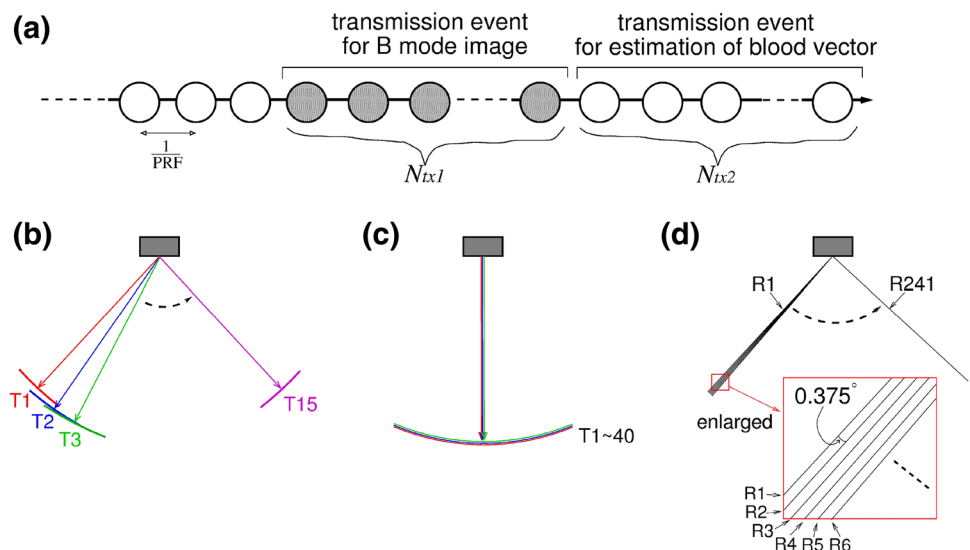 (a)
transmission event
for B mode image
transmission event
for estimation of blood vector
1
PRF
Ntx1
Ntx2
(b)
T1
T2
T3
T15
(c)
T1~40
(d)
R1
R241
enlarged
0.375°
R1
R2
R3
R4
R5
R6